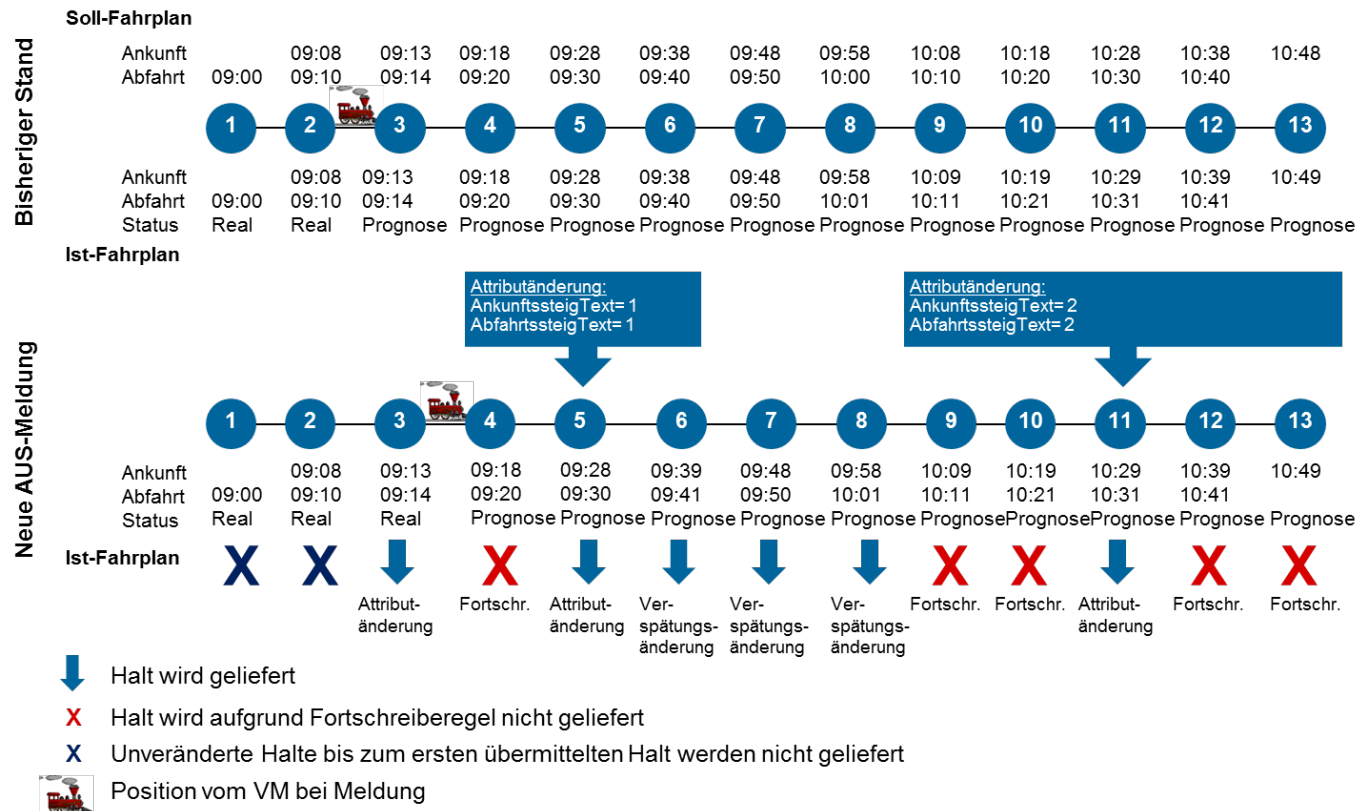 Soll-Fahrplan
Bisheriger Stand
Ankunft 09:08 09:13 09:18 09:28 09:38 09:48 09:58 10:08 10:18 10:28 10:38 10:48
Abfahrt 09:00 09:10 09:14 09:20 09:30 09:40 09:50 10:00 10:10 10:20 10:30 10:40
1 2 3 4 5 6 7 8 9 10 11 12 13
Ankunft 09:08 09:13 09:18 09:28 09:38 09:48 09:58 10:09 10:19 10:29 10:39 10:49
Abfahrt 09:00 09:10 09:14 09:20 09:30 09:40 09:50 10:01 10:11 10:21 10:31 10:41
Status Real Real Prognose Prognose Prognose Prognose Prognose Prognose Prognose Prognose Prognose Prognose Prognose
Ist-Fahrplan
Attributänderung:
AnkunftssteigText= 1
AbfahrtssteigText= 1
Attributänderung:
AnkunftssteigText= 2
AbfahrtssteigText= 2
Neue AUS-Meldung
1 2 3 4 5 6 7 8 9 10 11 12 13
Ankunft 09:08 09:13 09:18 09:28 09:39 09:48 09:58 10:09 10:19 10:29 10:39 10:49
Abfahrt 09:00 09:10 09:14 09:20 09:30 09:41 09:50 10:01 10:11 10:21 10:31 10:41
Status Real Real Real Prognose Prognose Prognose Prognose Prognose Prognose Prognose Prognose Prognose Prognose
Ist-Fahrplan X X X X X X X
Attribut- Fortschr. Attribut- Ver- Ver- Ver- Fortschr. Fortschr. Attribut- Fortschr. Fortschr.
änderung änderung spätungs- spätungs- spätungs- änderung
änderung änderung änderung
Halt wird geliefert
X Halt wird aufgrund Fortschreiberegel nicht geliefert
X Unveränderte Halte bis zum ersten übermittelten Halt werden nicht geliefert
Position vom VM bei Meldung